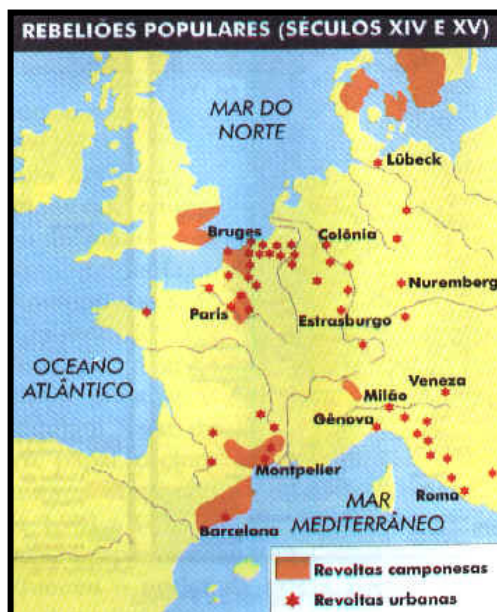 REBELIÕES POPULARES (SÉCULOS XIV E XV)
MAR DO
NORTE
Lübeck
Bruges
Colônia
Nuremberg
Paris
Estrasburgo
OCEANO
ATLÂNTICO
Veneza
Milão
Gênova
Montpelier
Roma
MAR
MEDITERRÂNEO
Barcelona
Revoltas camponesas
Revoltas urbanas